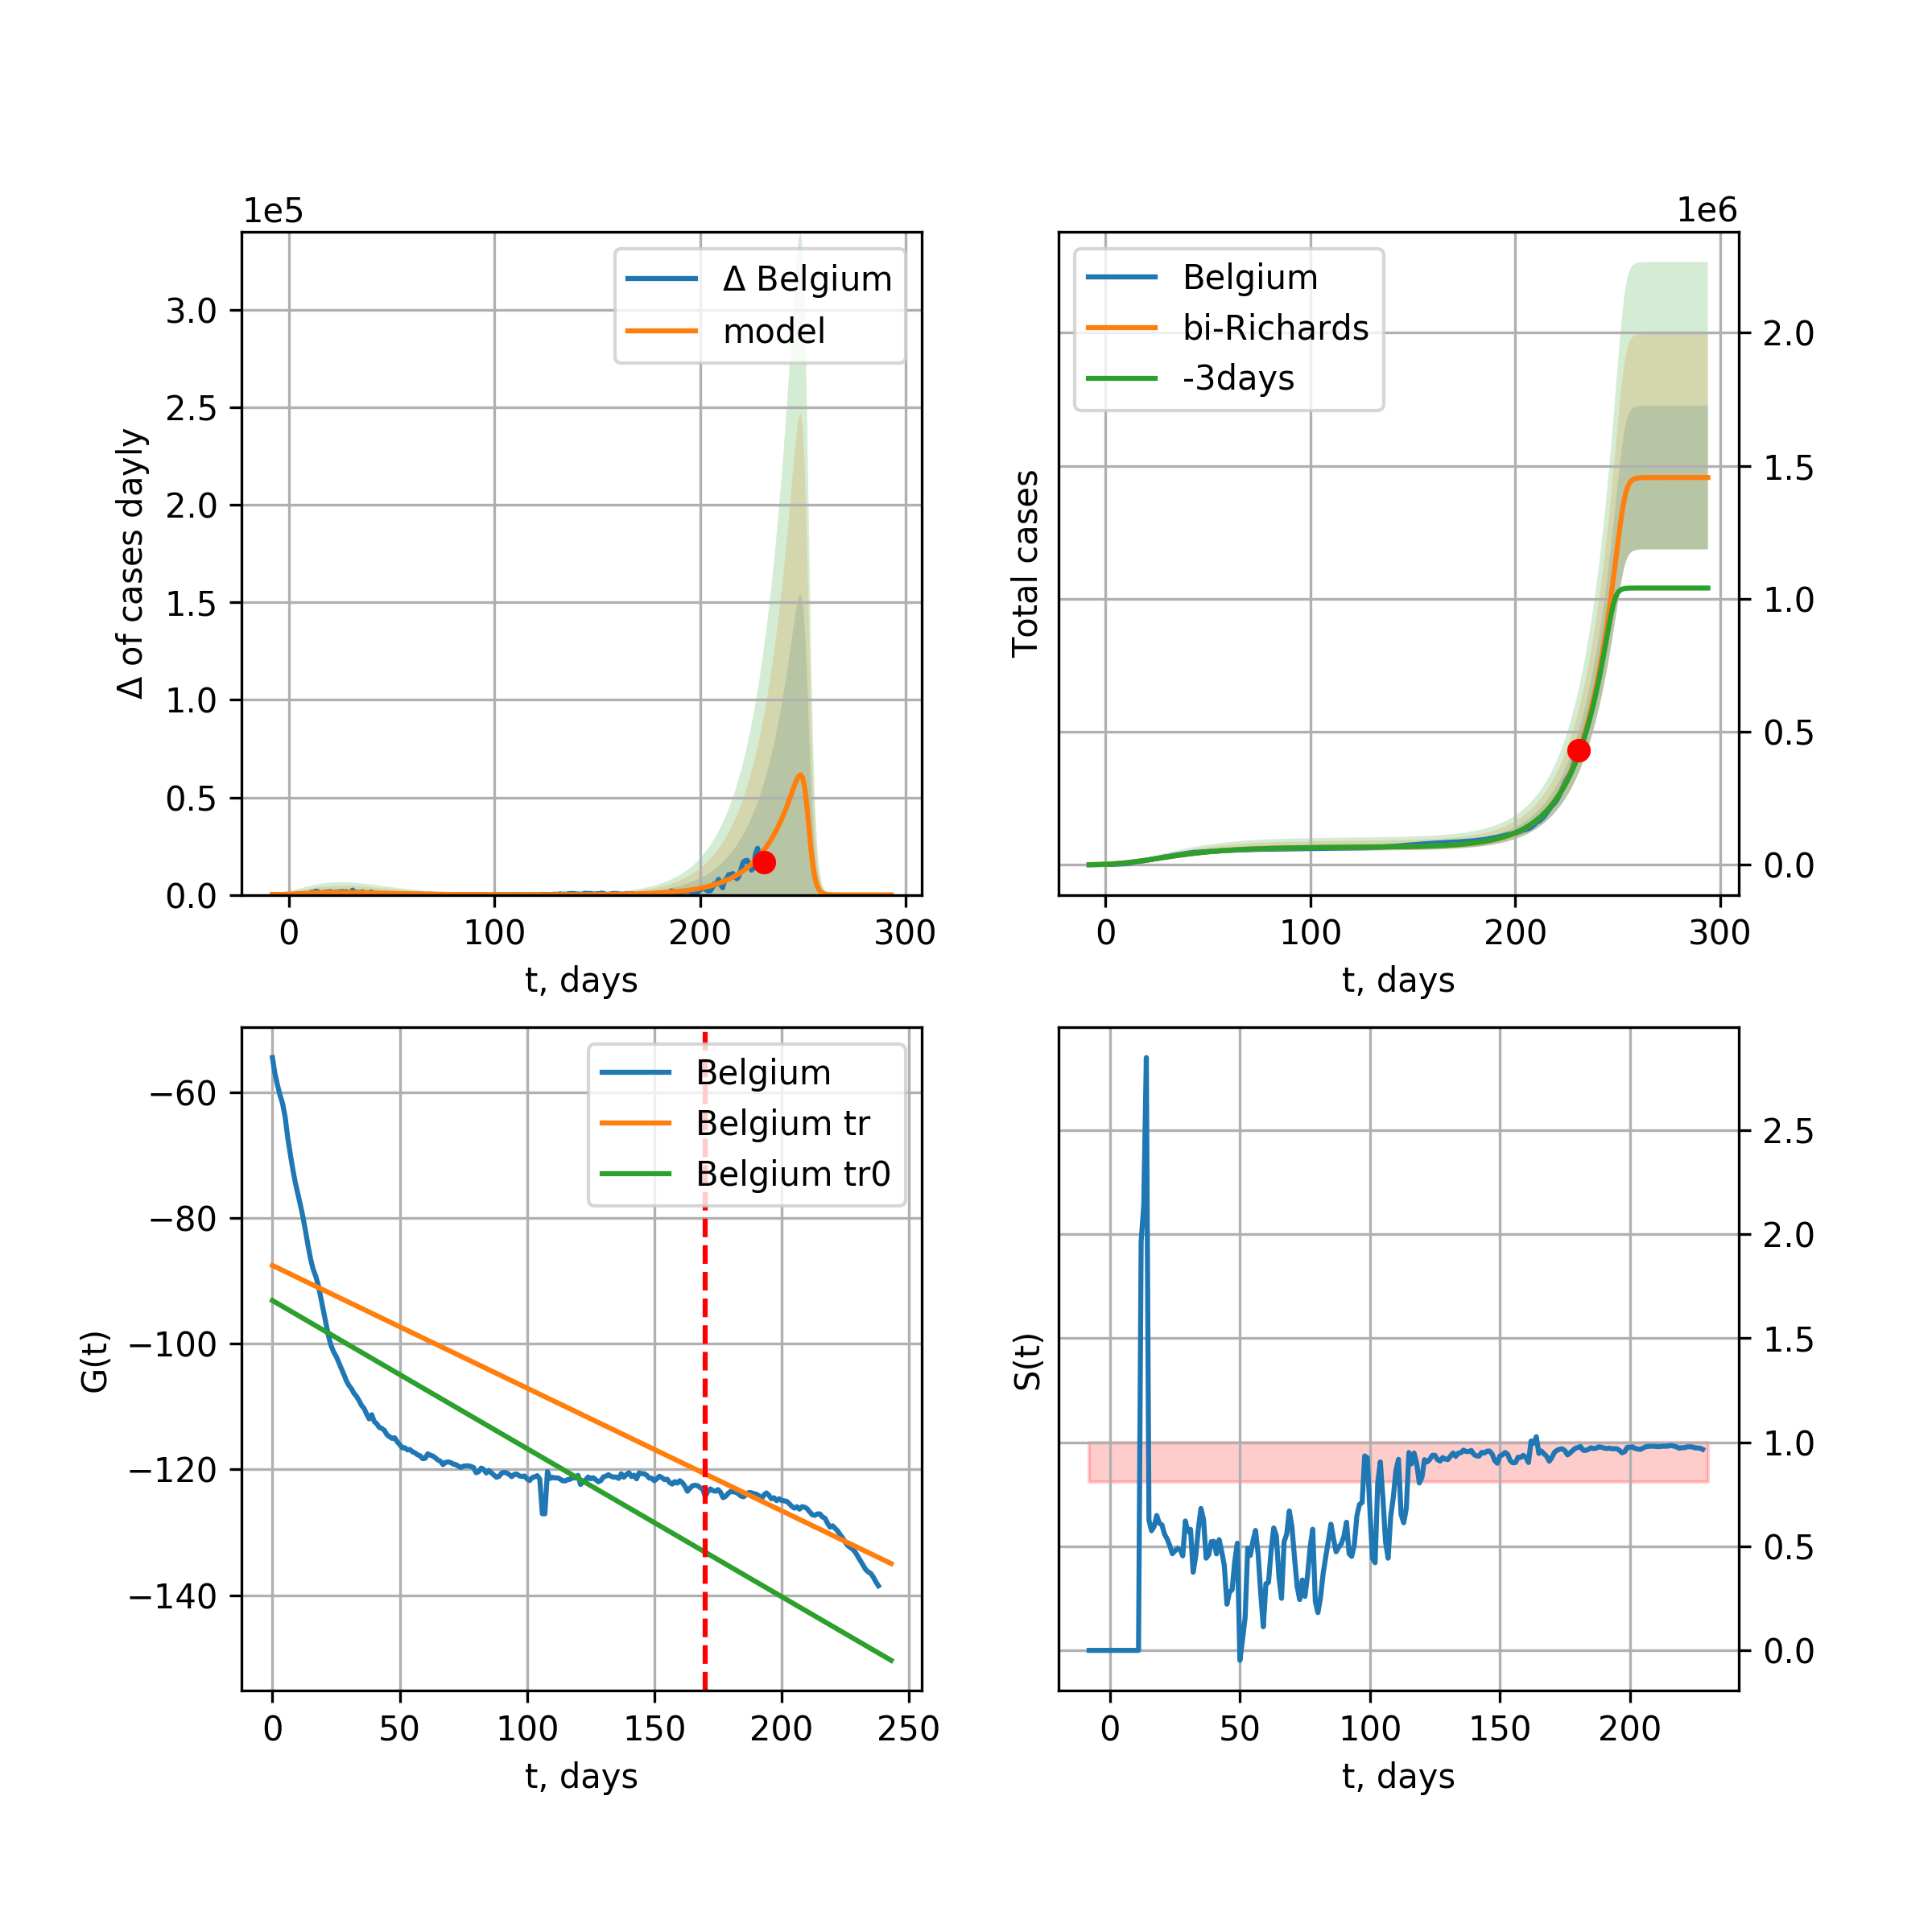 1e5
Δ Belgium
model
3.0
2.5
2.0
1.5
1.0
0.5
0.0
Δ of cases dayly
0 100 200 300
t, days
1e6
Belgium
bi-Richards
-3days
2.0
1.5
1.0
0.5
0.0
Total cases
0 100 200 300
t, days
Belgium
Belgium tr
Belgium tr0
−60
−80
−100
−120
−140
G(t)
0 50 100 150 200 250
t, days
2.5
2.0
1.5
1.0
0.5
0.0
S(t)
0 50 100 150 200
t, days